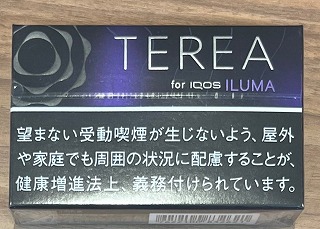 TEREA
for IQOS ILUMA
望まない受動喫煙が生じないよう、屋外
や家庭でも周囲の状況に配慮することが、
健康増進法上、義務付けられています。